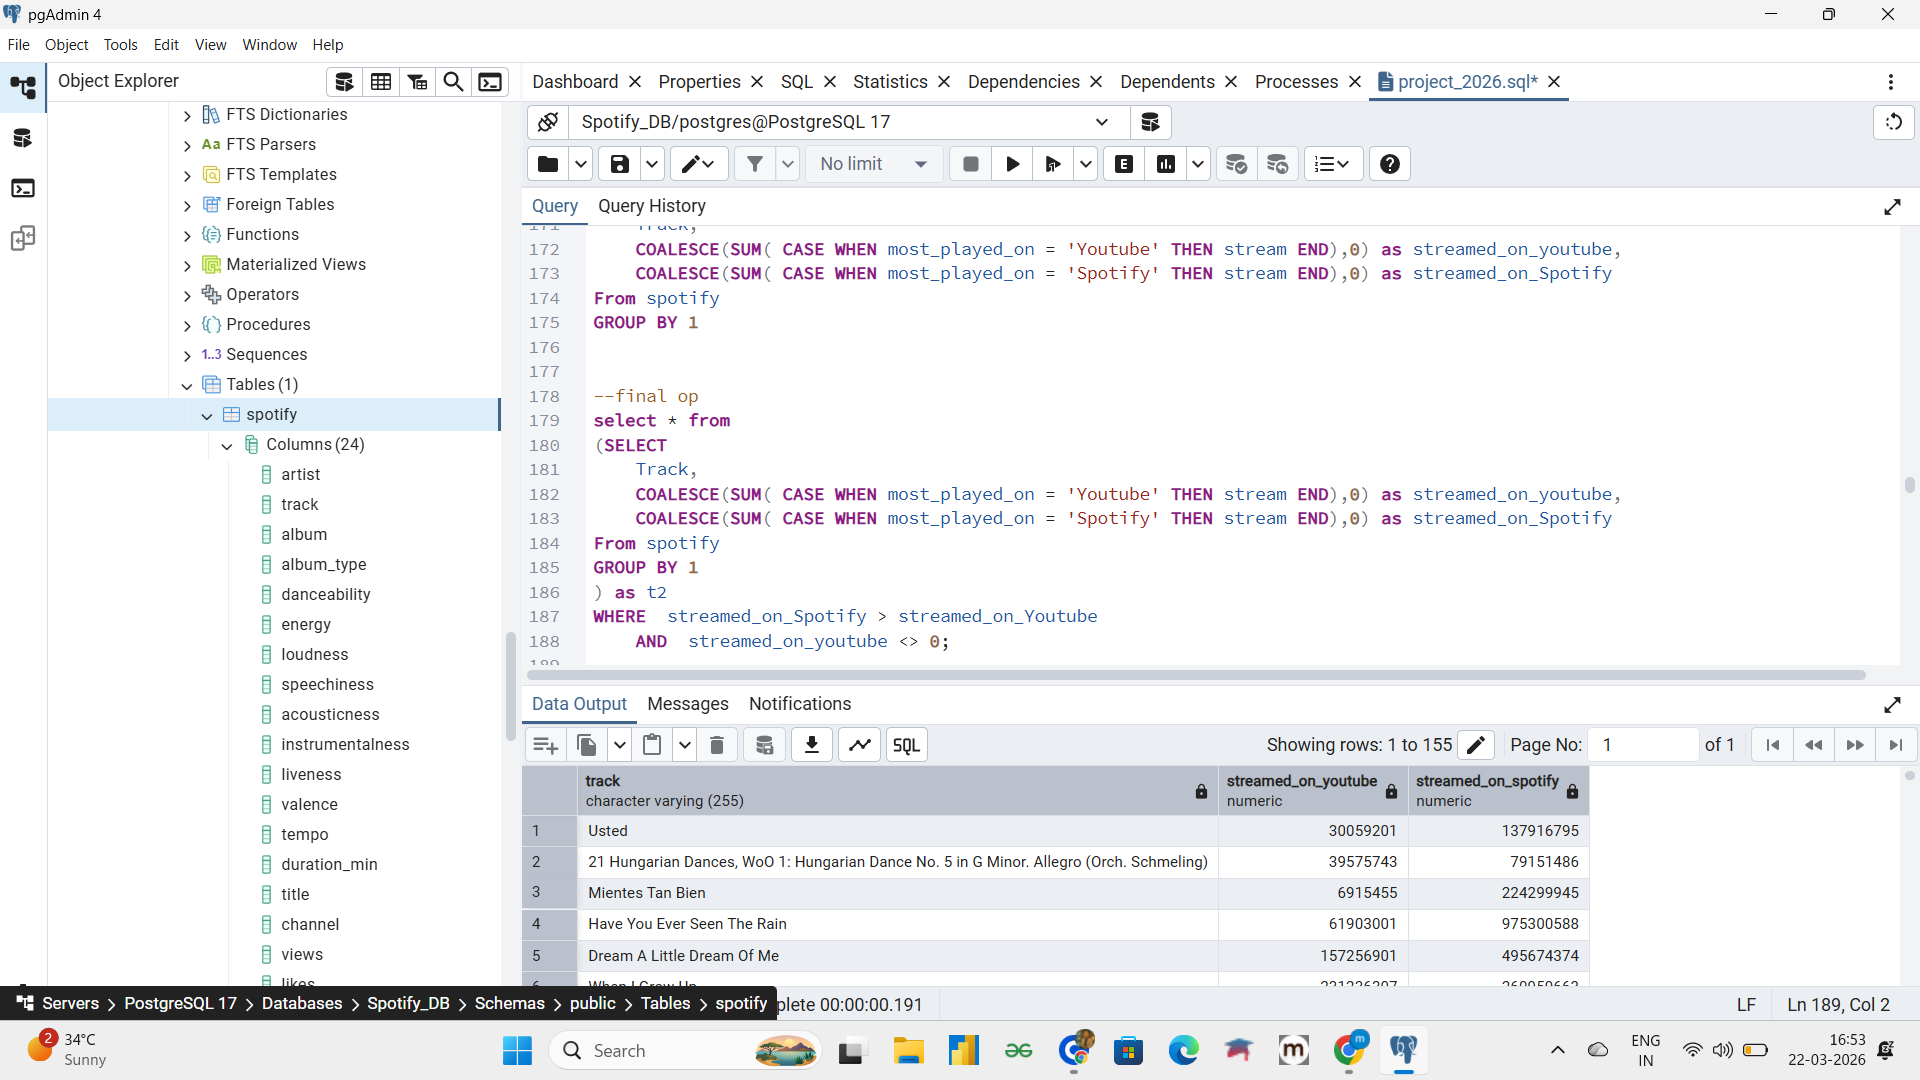 pgAdmin 4
File Object Tools Edit View Window Help
Object Explorer
Dashboard Properties SQL Statistics Dependencies Dependents Processes project_2026.sql*
Spotify_DB/postgres@PostgreSQL 17
No limit
E
Query Query History
FTS Dictionaries
Aa FTS Parsers
FTS Templates
Foreign Tables
Functions
Materialized Views
Operators
Procedures
1..3 Sequences
Tables (1)
spotify
Columns (24)
artist
track
album
album_type
danceability
energy
loudness
speechiness
acousticness
instrumentalness
liveness
valence
tempo
duration_min
title
channel
views
likes
171 Track,
172 COALESCE(SUM( CASE WHEN most_played_on = 'Youtube' THEN stream END),0) as streamed_on_youtube,
173 COALESCE(SUM( CASE WHEN most_played_on = 'Spotify' THEN stream END),0) as streamed_on_Spotify
174 From spotify
175 GROUP BY 1
176
177
178 --final op
179 select * from
180 (SELECT
181 Track,
182 COALESCE(SUM( CASE WHEN most_played_on = 'Youtube' THEN stream END),0) as streamed_on_youtube,
183 COALESCE(SUM( CASE WHEN most_played_on = 'Spotify' THEN stream END),0) as streamed_on_Spotify
184 From spotify
185 GROUP BY 1
186 ) as t2
187 WHERE streamed_on_Spotify > streamed_on_Youtube
188 AND streamed_on_youtube <> 0;
189
Data Output Messages Notifications
SQL
Showing rows: 1 to 155 Page No: 1 of 1
track streamed_on_youtube streamed_on_spotify
character varying (255) numeric numeric
1 Usted 30059201 137916795
2 21 Hungarian Dances, WoO 1: Hungarian Dance No. 5 in G Minor. Allegro (Orch. Schmeling) 39575743 79151486
3 Mientes Tan Bien 6915455 224299945
4 Have You Ever Seen The Rain 61903001 975300588
5 Dream A Little Dream Of Me 157256901 495674374
6 When I Grow Up
Servers > PostgreSQL 17 > Databases > Spotify_DB > Schemas > public > Tables > spotify
plete 00:00:00.191
LF Ln 189, Col 2
2
34°C
Sunny
Search
m
m
ENG
IN
16:53
22-03-2026